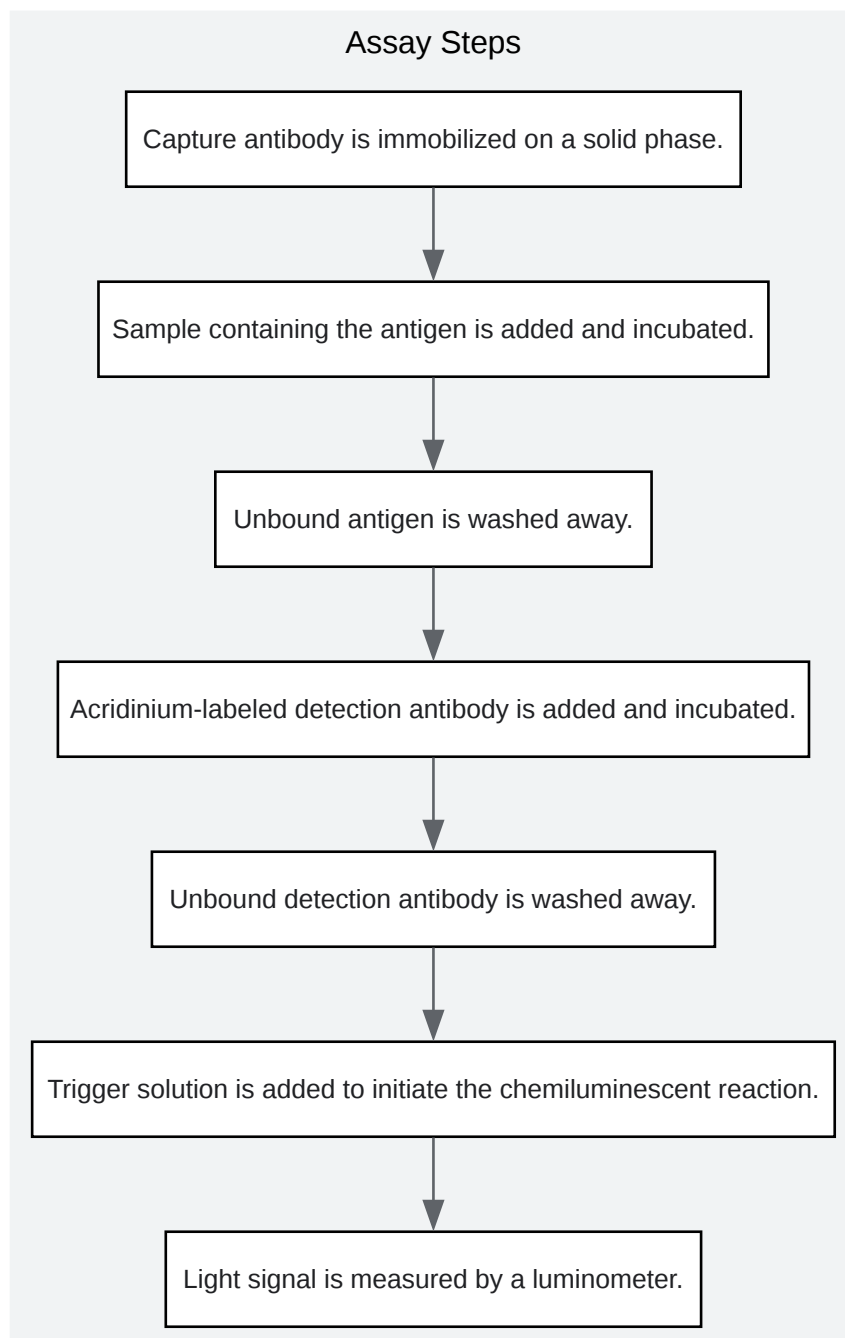 Assay Steps
Capture antibody is immobilized on a solid phase.
Sample containing the antigen is added and incubated.
Unbound antigen is washed away.
Acridinium-labeled detection antibody is added and incubated.
Unbound detection antibody is washed away.
Trigger solution is added to initiate the chemiluminescent reaction.
Light signal is measured by a luminometer.